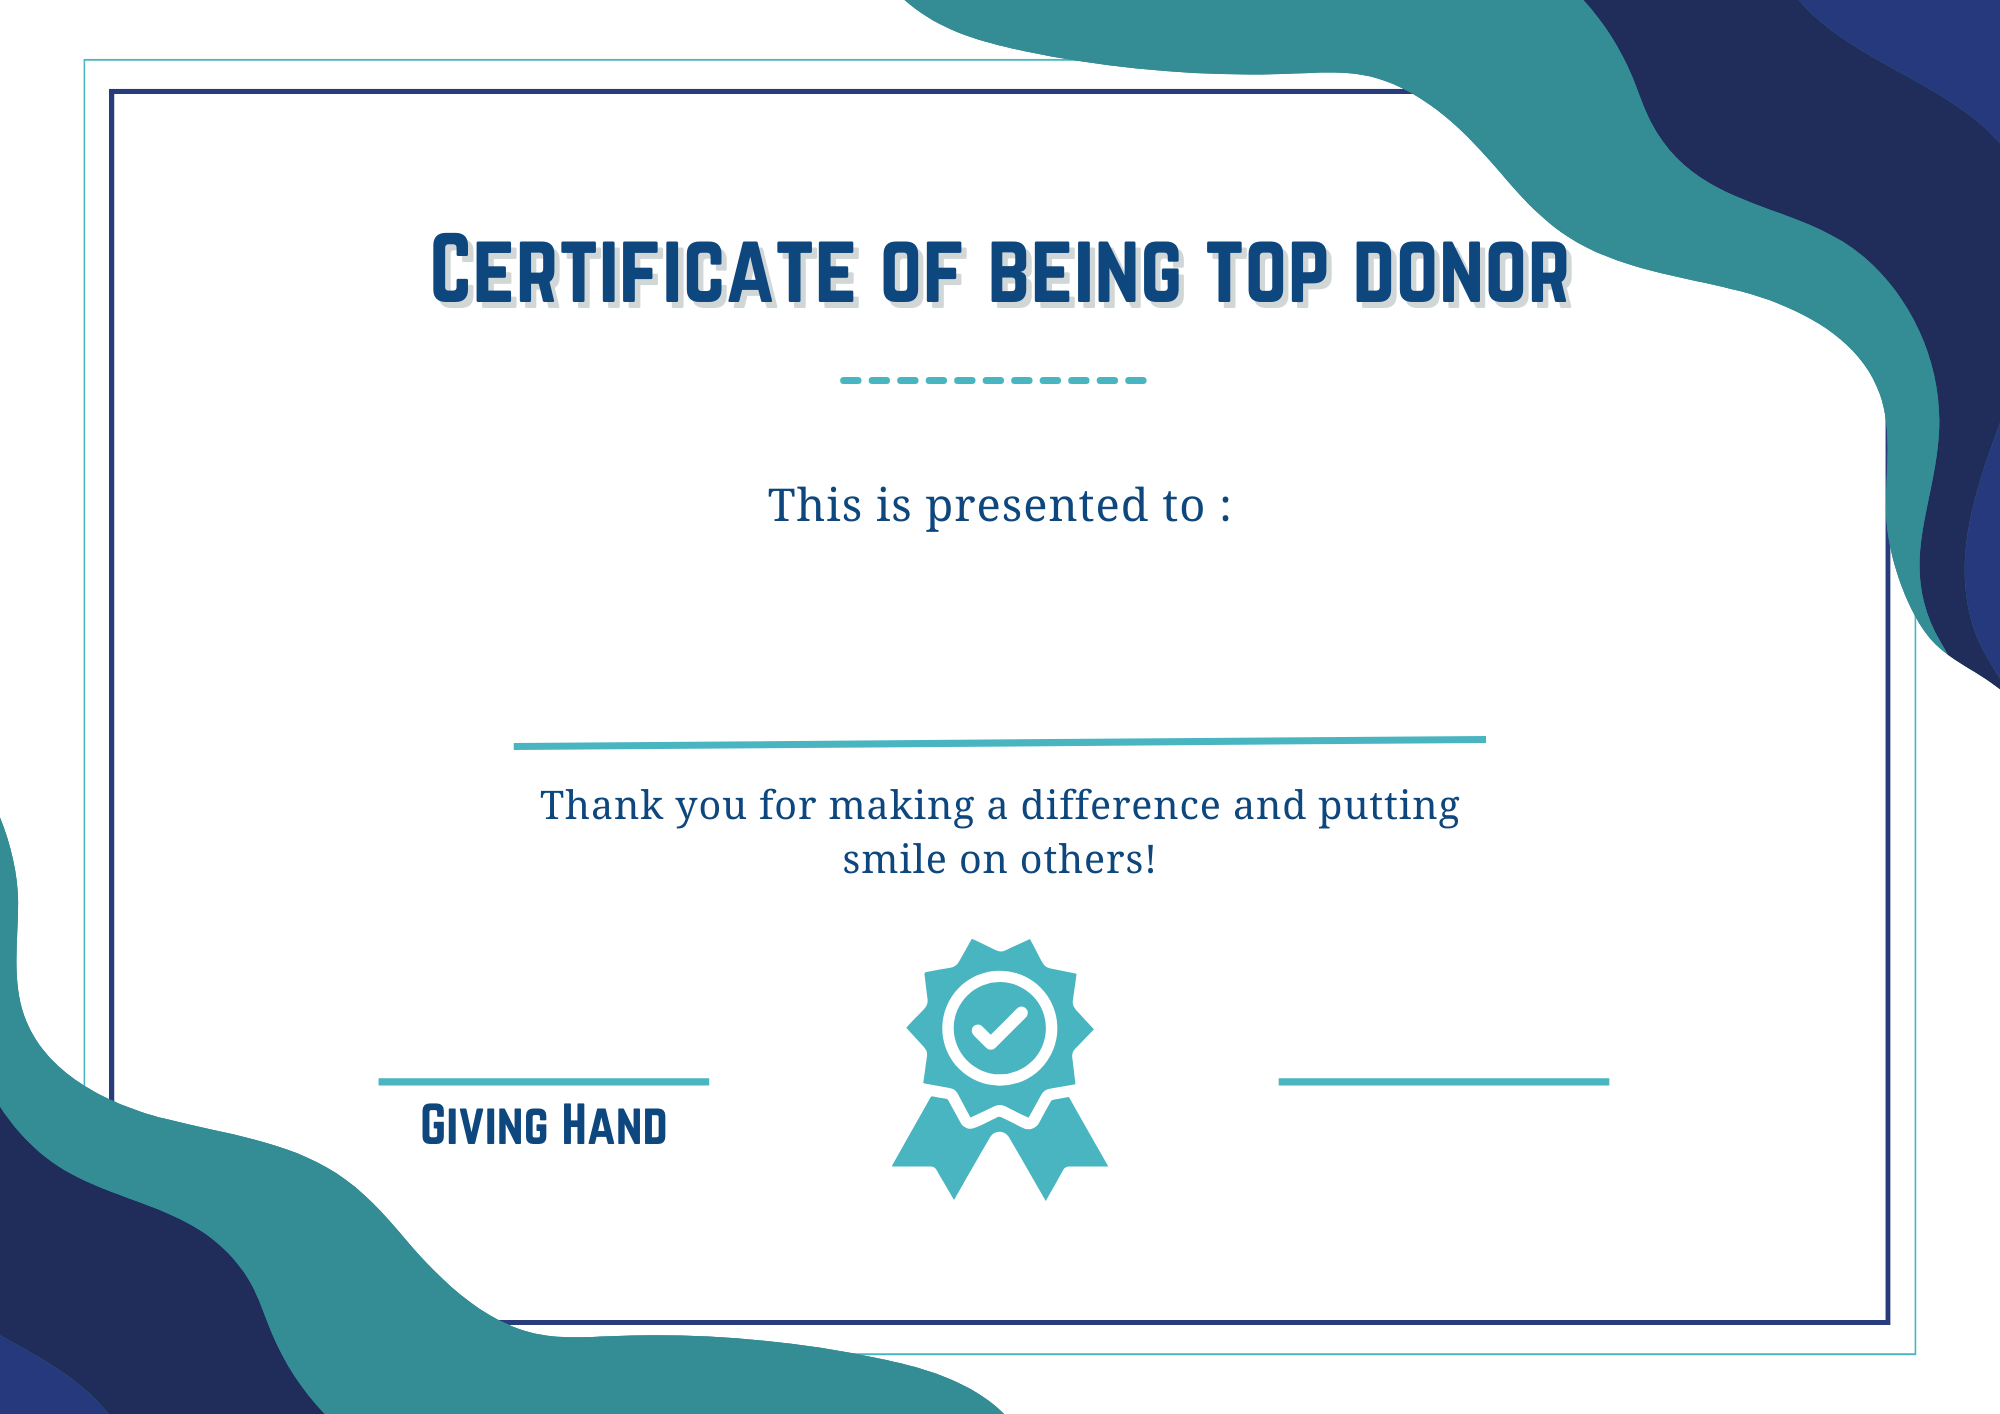 Certificate of being top donor
This is presented to :
Thank you for making a difference and putting
smile on others!
Giving Hand